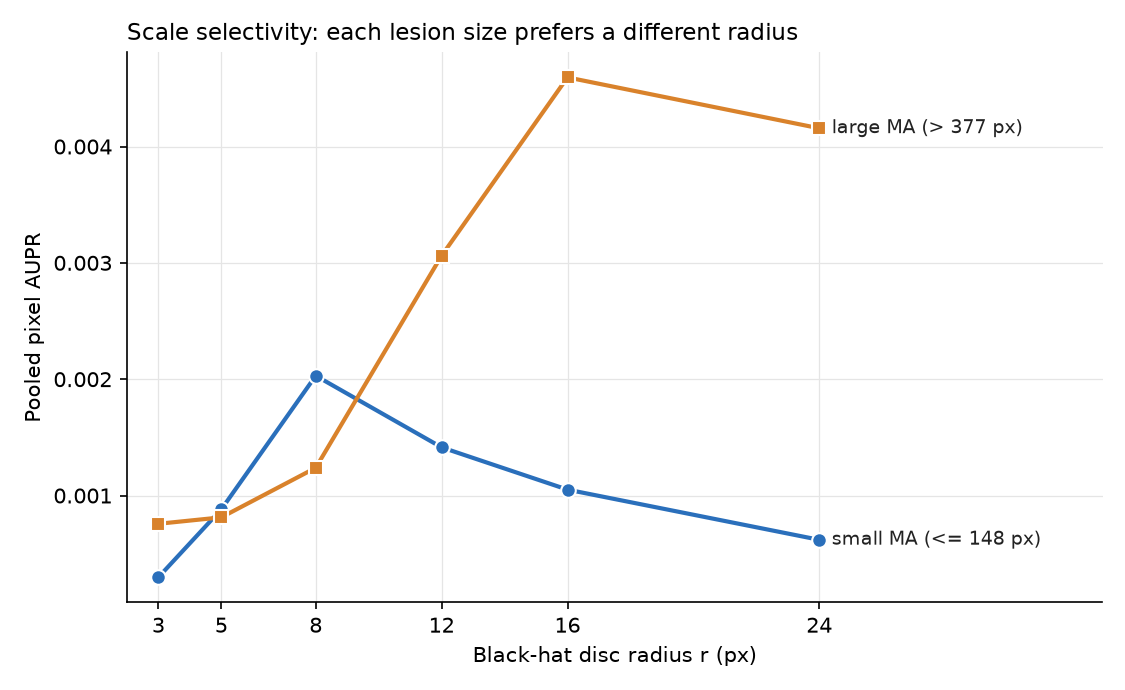 Scale selectivity: each lesion size prefers a different radius
0.004
0.003
0.002
0.001
Pooled pixel AUPR
large MA (> 377 px)
small MA (<= 148 px)
3 5 8 12 16 24
Black-hat disc radius r (px)